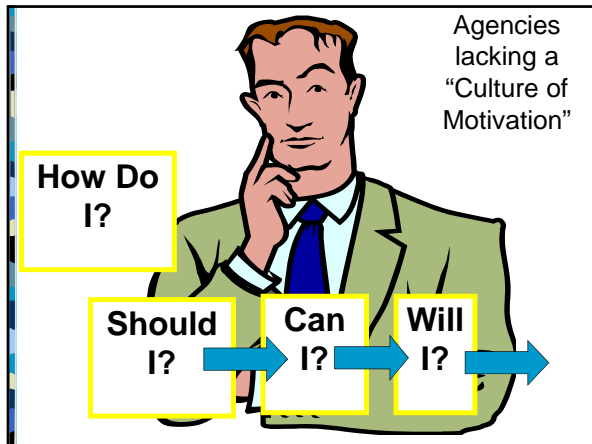 Agencies
lacking a
“Culture of
Motivation”
How Do
I?
Should
I?
Can
I?
Will
I?